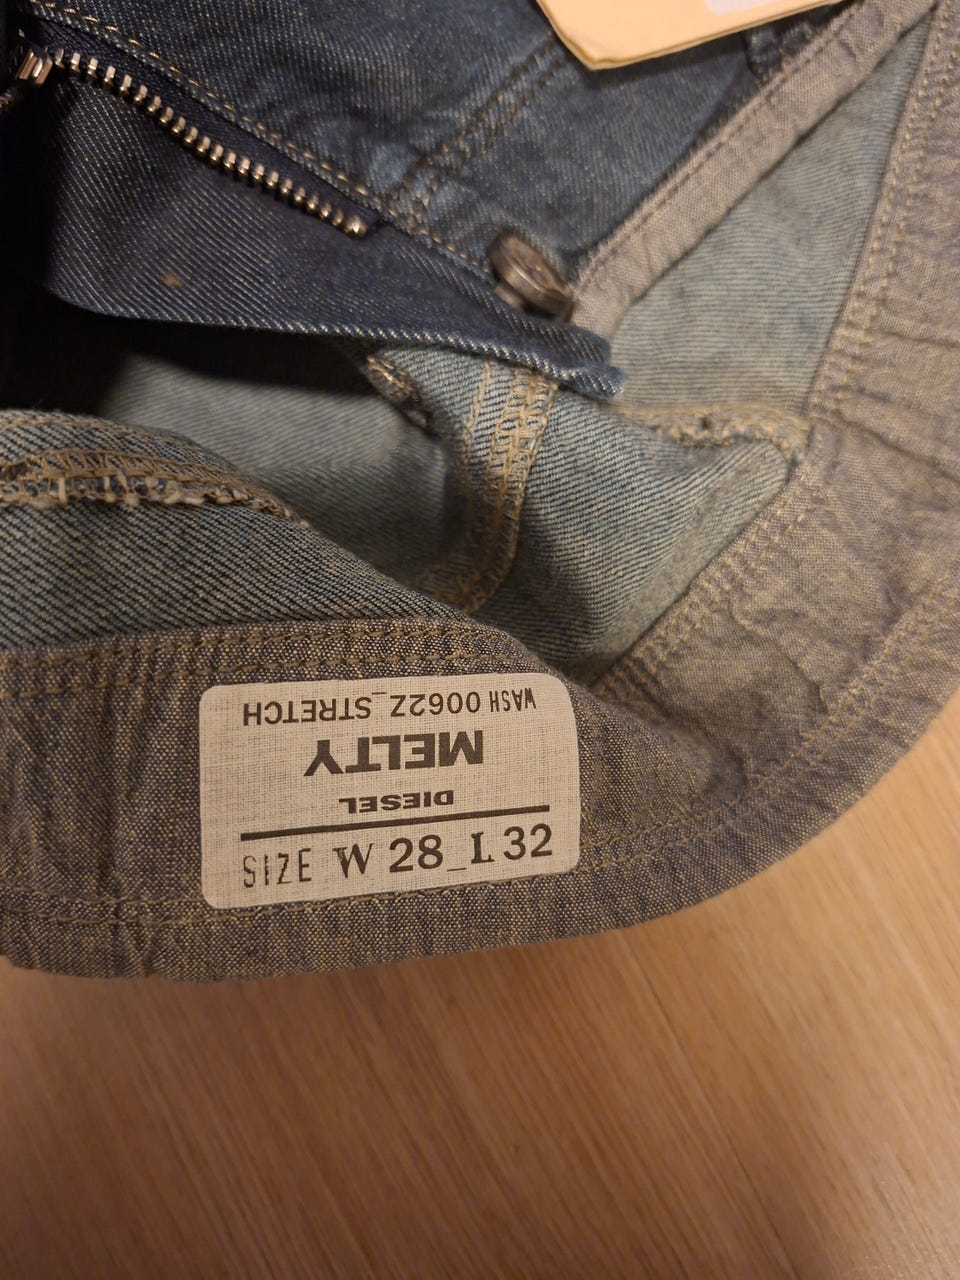 WASH 0062Z_STRETCH
MELTY
DIESEL
SIZE W 28_L 32